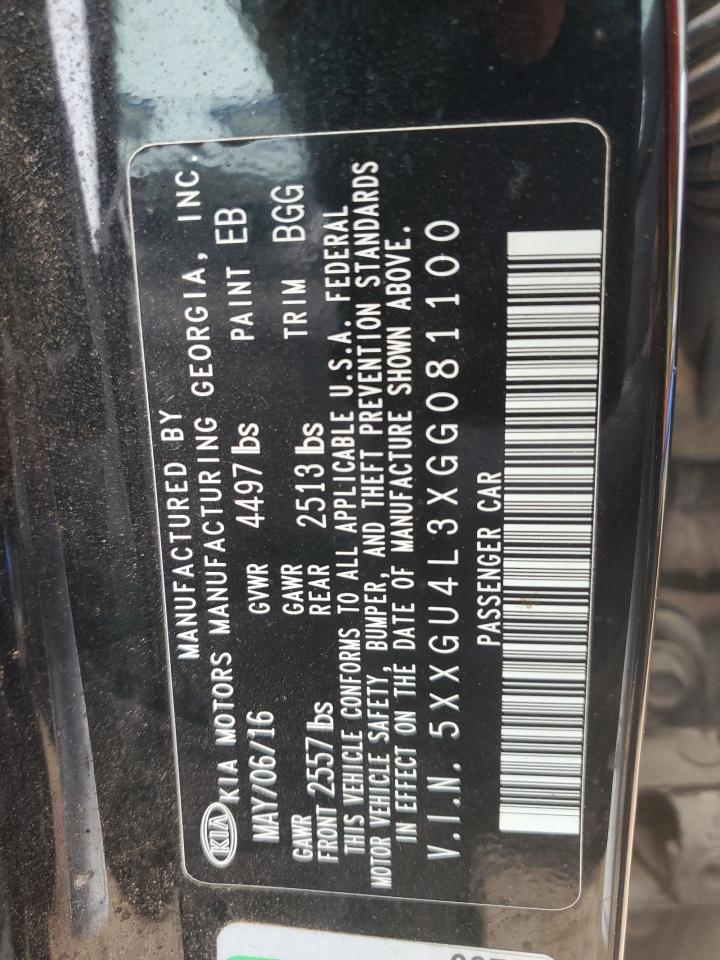 MANUFACTURED BY
KIA KIA MOTORS MANUFACTURING GEORGIA, INC.
MAY/06/16 GVWR 4497 lbs PAINT EB
GAWR FRONT 2557 lbs GAWR REAR 2513 lbs TRIM BGG
THIS VEHICLE CONFORMS TO ALL APPLICABLE U.S.A. FEDERAL
MOTOR VEHICLE SAFETY, BUMPER, AND THEFT PREVENTION STANDARDS
IN EFFECT ON THE DATE OF MANUFACTURE SHOWN ABOVE.
V.I.N. 5XXGU4L3XGG081100
PASSENGER CAR